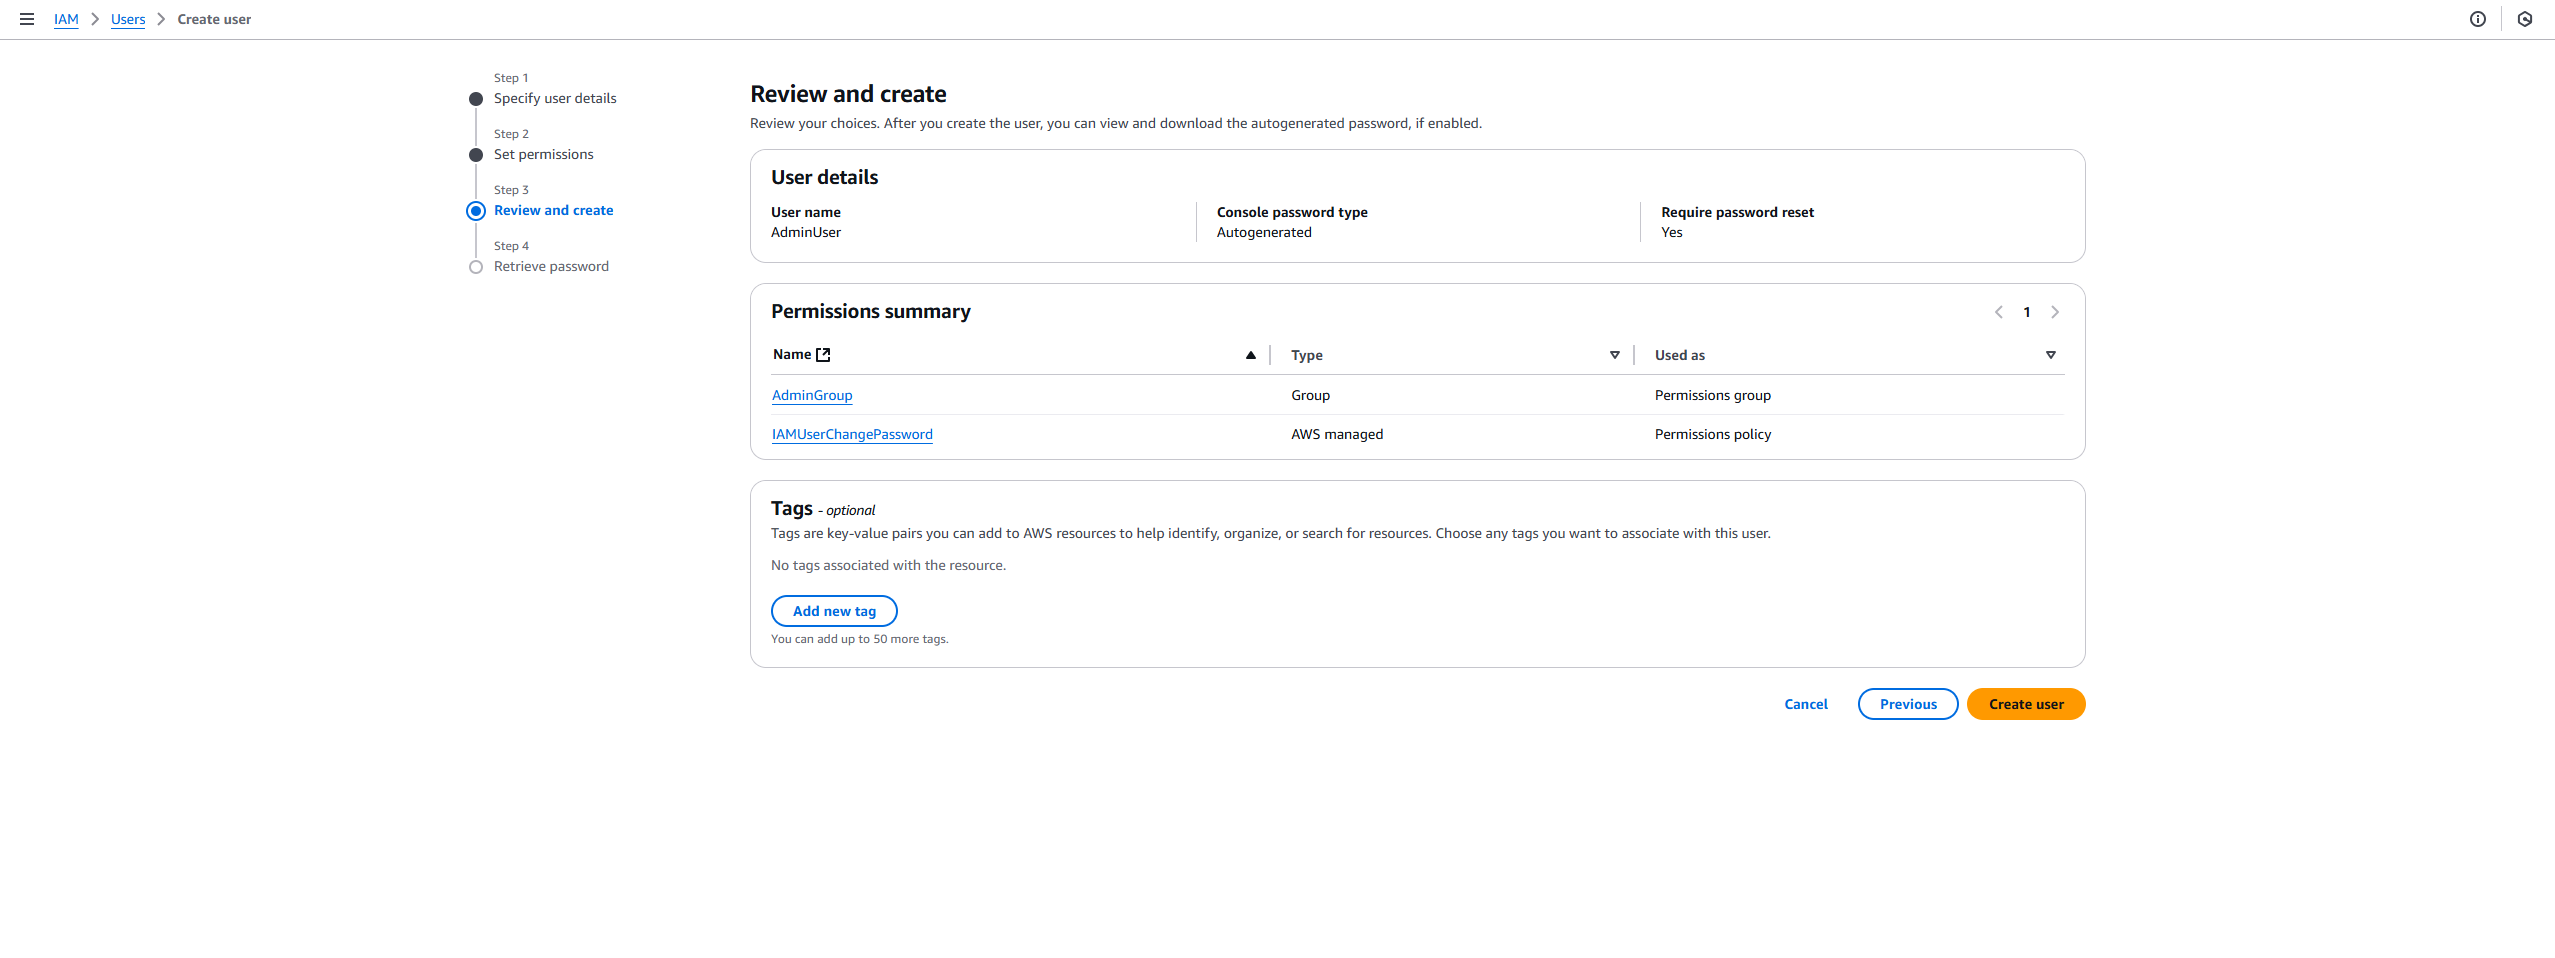 IAM > Users > Create user
Step 1
Specify user details
Step 2
Set permissions
Step 3
Review and create
Step 4
Retrieve password
Review and create
Review your choices. After you create the user, you can view and download the autogenerated password, if enabled.
User details
User name
AdminUser
Console password type
Autogenerated
Require password reset
Yes
Permissions summary
1
Name Type Used as
AdminGroup Group Permissions group
IAMUserChangePassword AWS managed Permissions policy
Tags - optional
Tags are key-value pairs you can add to AWS resources to help identify, organize, or search for resources. Choose any tags you want to associate with this user.
No tags associated with the resource.
Add new tag
You can add up to 50 more tags.
Cancel Previous Create user